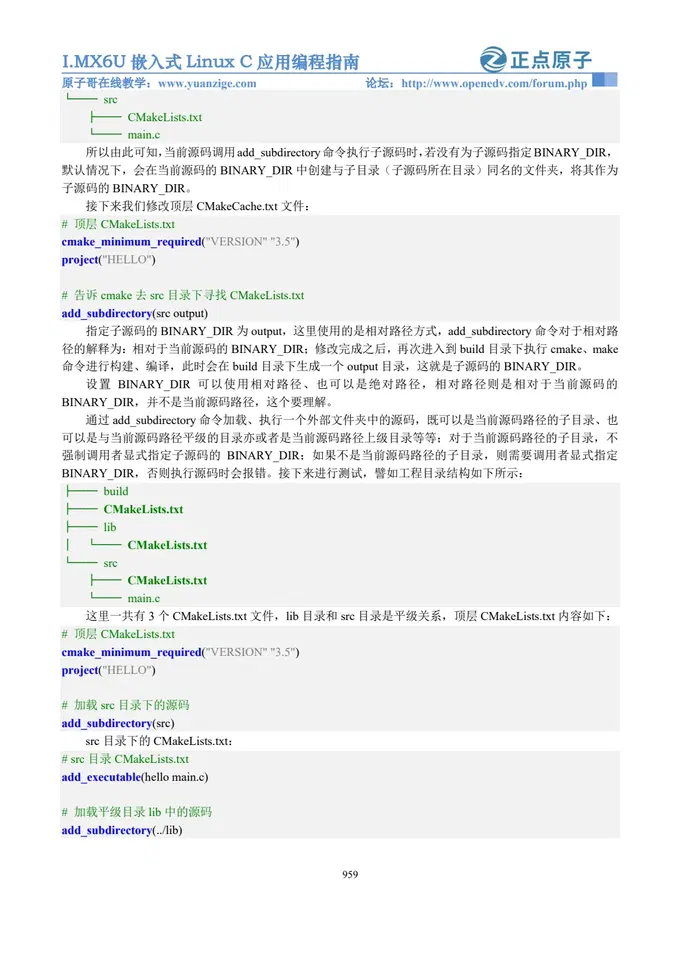 I.MX6U 嵌入式 Linux C 应用编程指南
正点原子
原子哥在线教学：www.yuanzige.com 论坛：http://www.openedv.com/forum.php
└── src
├── CMakeLists.txt
└── main.c
所以由此可知，当前源码调用 add_subdirectory 命令执行子源码时，若没有为子源码指定 BINARY_DIR，
默认情况下，会在当前源码的 BINARY_DIR 中创建与子目录（子源码所在目录）同名的文件夹，将其作为
子源码的 BINARY_DIR。
接下来我们修改顶层 CMakeCache.txt 文件：
# 顶层 CMakeLists.txt
cmake_minimum_required("VERSION" "3.5")
project("HELLO")
# 告诉 cmake 去 src 目录下寻找 CMakeLists.txt
add_subdirectory(src output)
指定子源码的 BINARY_DIR 为 output，这里使用的是相对路径方式，add_subdirectory 命令对于相对路
径的解释为：相对于当前源码的 BINARY_DIR；修改完成之后，再次进入到 build 目录下执行 cmake、make
命令进行构建、编译，此时会在 build 目录下生成一个 output 目录，这就是子源码的 BINARY_DIR。
设置 BINARY_DIR 可以使用相对路径、也可以是绝对路径，相对路径则是相对于当前源码的
BINARY_DIR，并不是当前源码路径，这个要理解。
通过 add_subdirectory 命令加载、执行一个外部文件夹中的源码，既可以是当前源码路径的子目录、也
可以是与当前源码路径平级的目录亦或者是当前源码路径上级目录等等；对于当前源码路径的子目录，不
强制调用者显式指定子源码的 BINARY_DIR；如果不是当前源码路径的子目录，则需要调用者显式指定
BINARY_DIR，否则执行源码时会报错。接下来进行测试，譬如工程目录结构如下所示：
├── build
├── CMakeLists.txt
├── lib
│ └── CMakeLists.txt
└── src
├── CMakeLists.txt
└── main.c
这里一共有 3 个 CMakeLists.txt 文件，lib 目录和 src 目录是平级关系，顶层 CMakeLists.txt 内容如下：
# 顶层 CMakeLists.txt
cmake_minimum_required("VERSION" "3.5")
project("HELLO")
# 加载 src 目录下的源码
add_subdirectory(src)
src 目录下的 CMakeLists.txt：
# src 目录 CMakeLists.txt
add_executable(hello main.c)
# 加载平级目录 lib 中的源码
add_subdirectory(../lib)
959